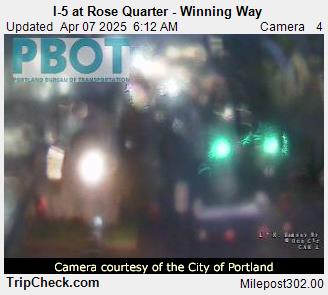 I-5 at Rose Quarter - Winning Way
Updated Apr 07 2025 6:12 AM Camera 4
PBOT
PORTLAND BUREAU OF TRANSPORTATION
Camera courtesy of the City of Portland
TripCheck.com Milepost302.00